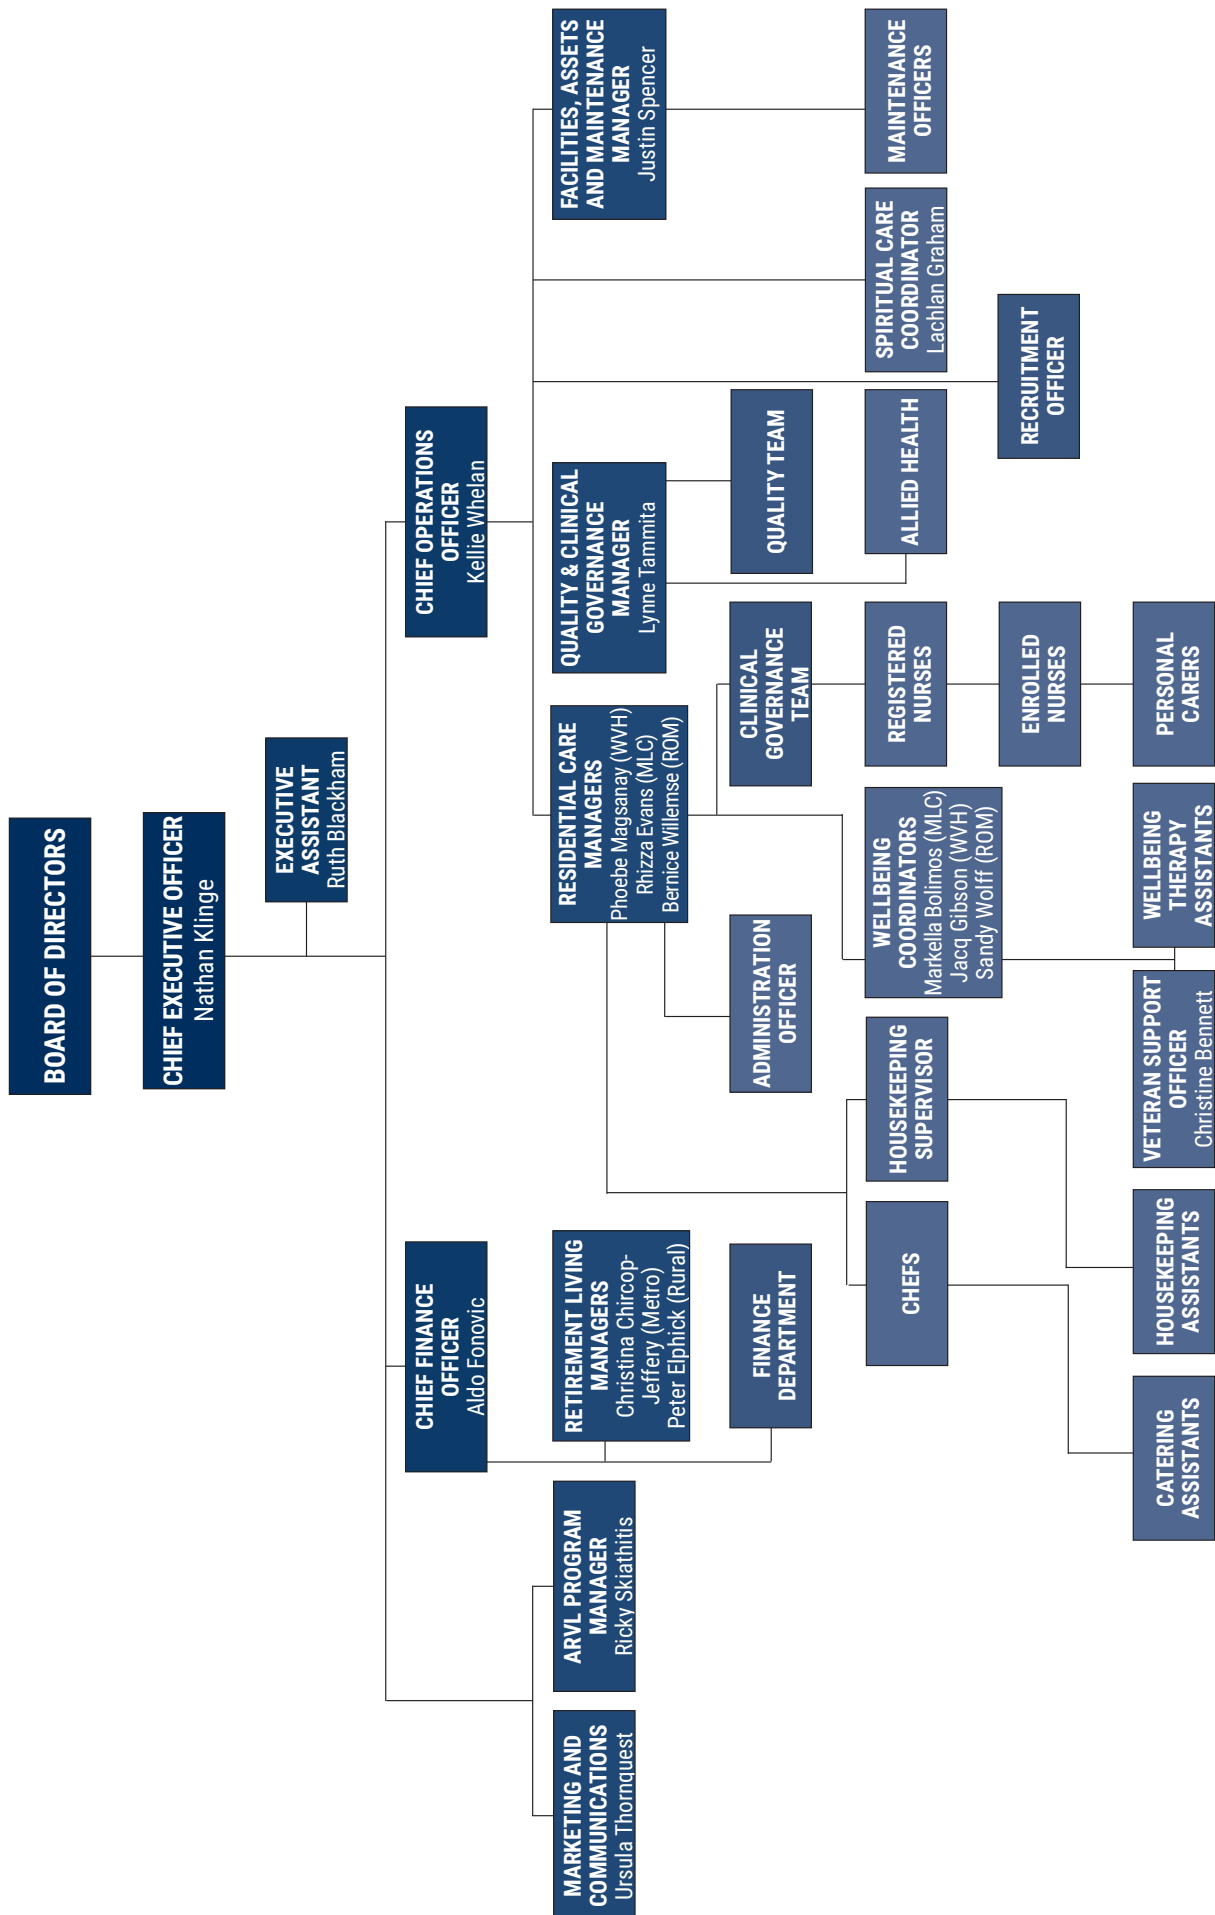 BOARD OF DIRECTORS
CHIEF EXECUTIVE OFFICER
Nathan Klinge
EXECUTIVE
ASSISTANT
Ruth Blackham
CHIEF FINANCE
OFFICER
Aldo Fonovic
CHIEF OPERATIONS
OFFICER
Kellie Whelan
MARKETING AND
COMMUNICATIONS
Ursula Thornquest
ARVL PROGRAM
MANAGER
Ricky Skiathitis
RETIREMENT LIVING
MANAGERS
Christina Chircop-
Jeffery (Metro)
Peter Elphick (Rural)
RESIDENTIAL CARE
MANAGERS
Phoebe Magsanay (WVH)
Rhizza Evans (MLC)
Bernice Willemse (ROM)
QUALITY & CLINICAL
GOVERNANCE
MANAGER
Lynne Tammita
FACILITIES, ASSETS
AND MAINTENANCE
MANAGER
Justin Spencer
FINANCE
DEPARTMENT
ADMINISTRATION
OFFICER
CLINICAL
GOVERNANCE
TEAM
QUALITY TEAM
CHEFS
HOUSEKEEPING
SUPERVISOR
WELLBEING
COORDINATORS
Markella Bolimos (MLC)
Jacq Gibson (WVH)
Sandy Wolff (ROM)
REGISTERED
NURSES
ALLIED HEALTH
SPIRITUAL CARE
COORDINATOR
Lachlan Graham
MAINTENANCE
OFFICERS
ENROLLED
NURSES
RECRUITMENT
OFFICER
CATERING
ASSISTANTS
HOUSEKEEPING
ASSISTANTS
VETERAN SUPPORT
OFFICER
Christine Bennett
WELLBEING
THERAPY
ASSISTANTS
PERSONAL
CARERS